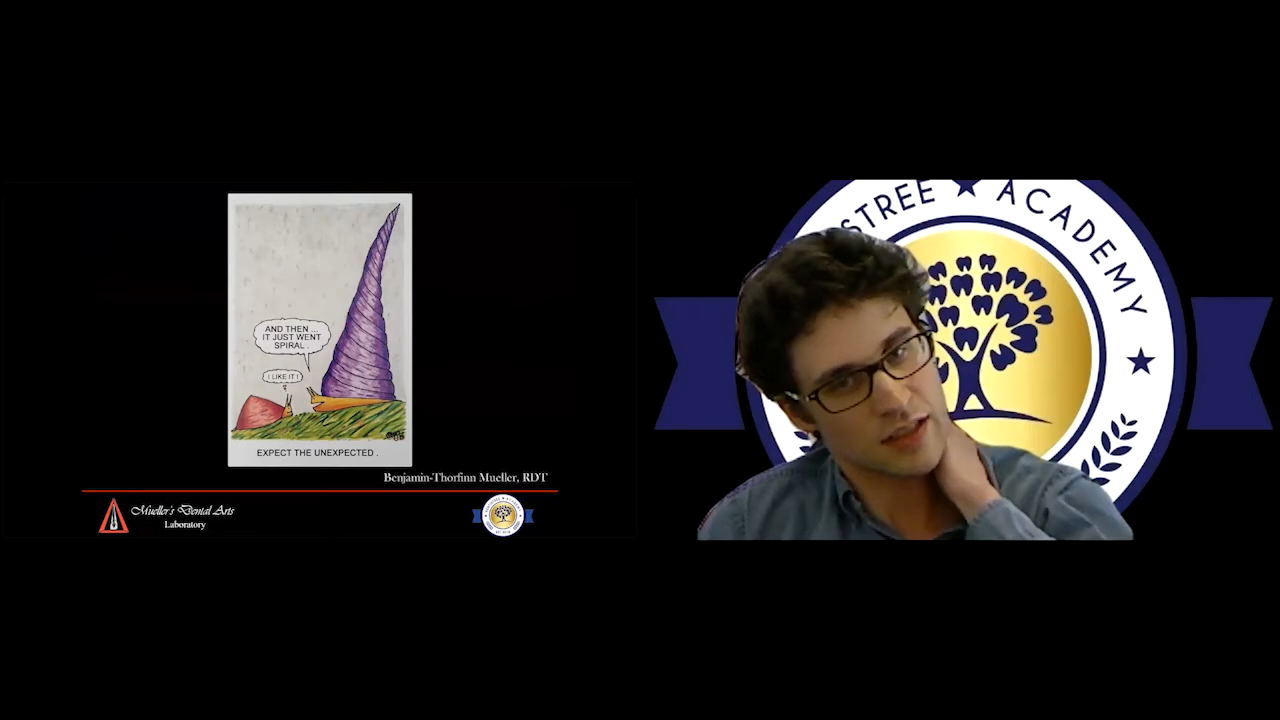 AND THEN ...
IT JUST WENT
SPIRAL .
I LIKE IT !
EXPECT THE UNEXPECTED .
Benjamin-Thorfinn Mueller, RDT
Mueller's Dental Arts
Laboratory
STREE ★ ACADEMY